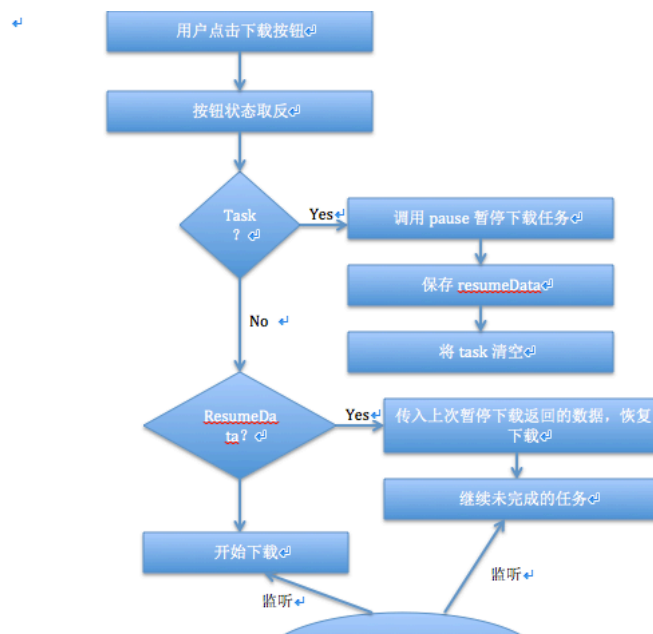 用户点击下载按钮
按钮状态取反
Task
？
Yes
调用 pause 暂停下载任务
保存 resumeData
将 task 清空
No
ResumeDa
ta？
Yes
传入上次暂停下载返回的数据，恢复
下载
继续未完成的任务
开始下载
监听
监听